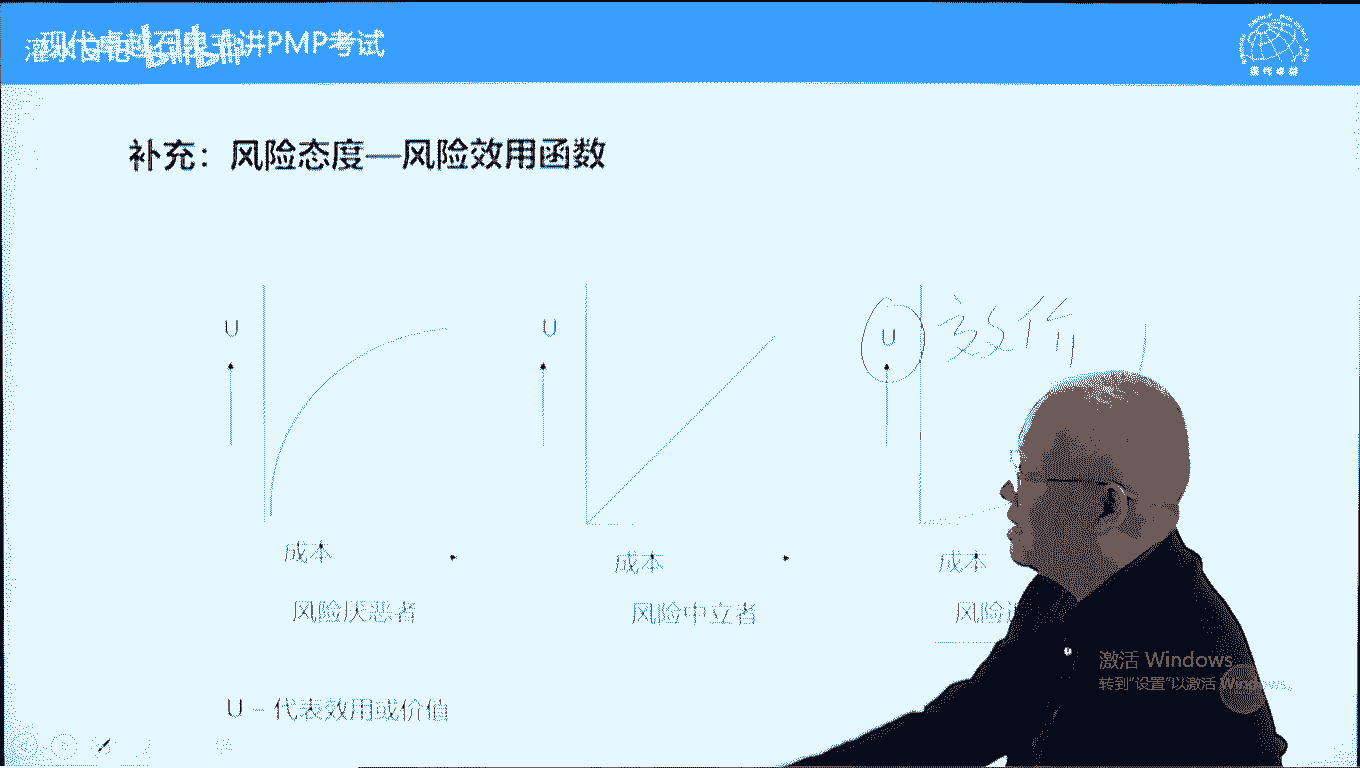 讲PMP考试
现代卓越
补充：风险态度—风险效用函数
U
U
U
效价
成本
成本
成本
风险厌恶者
风险中立者
风险
激活 Windows
转到"设置"以激活 Windows。
U – 代表效用或价值